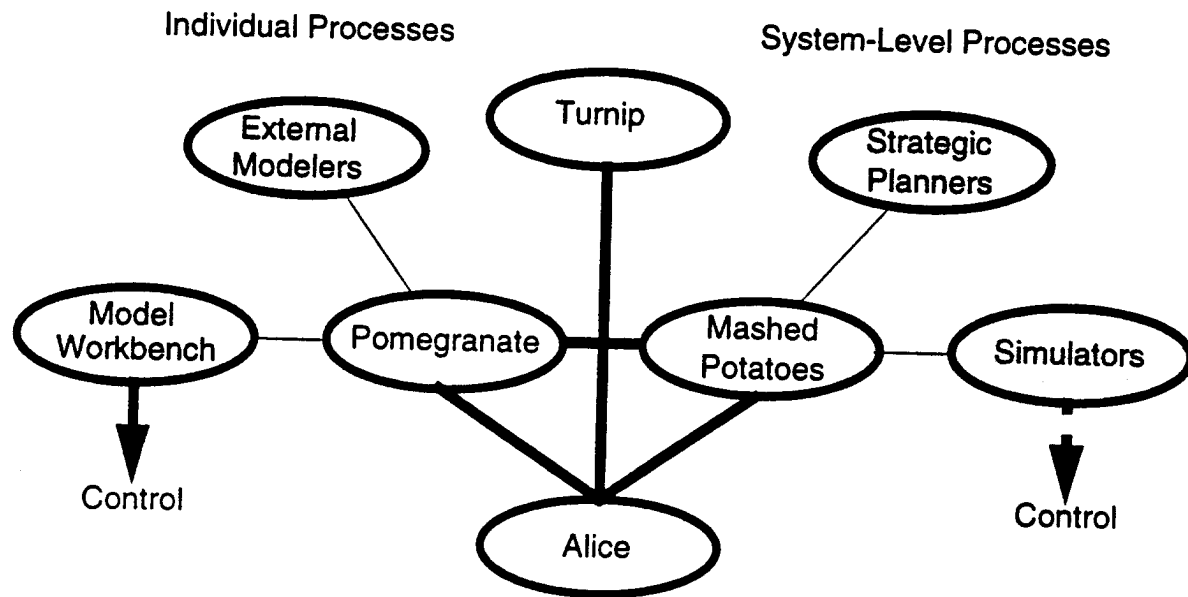 Individual Processes
System-Level Processes
External
Modelers
Turnip
Strategic
Planners
Model
Workbench
Pomegranate
Mashed
Potatoes
Simulators
Control
Control
Alice